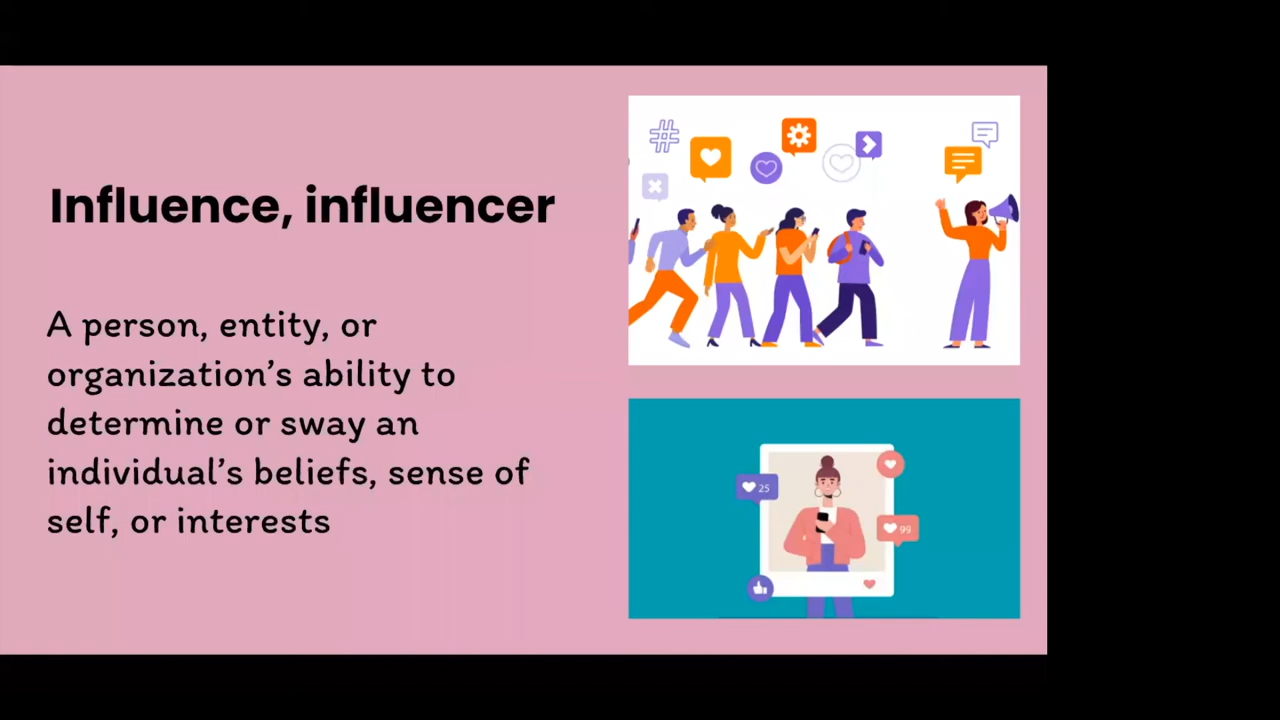 Influence, influencer
A person, entity, or
organization’s ability to
determine or sway an
individual’s beliefs, sense of
self, or interests
#
25
99